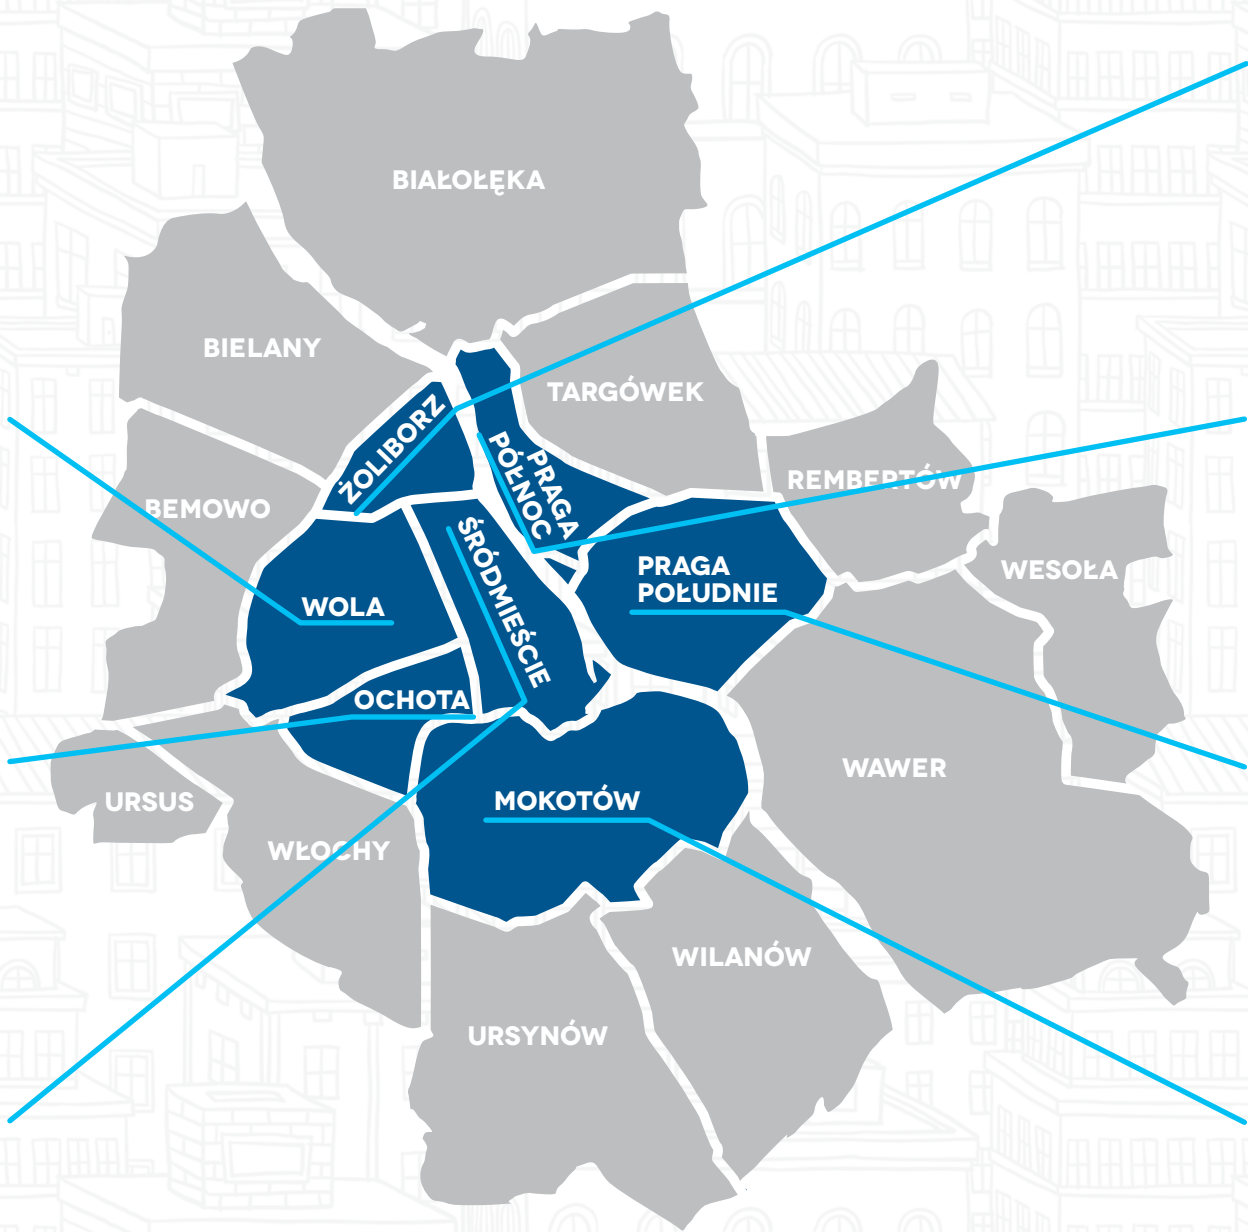 BIAŁOŁĘKA
BIELANY
TARGÓWEK
ŻOLIBORZ
PRAGA
PÓŁNOC
REMBERTÓW
BEMOWO
ŚRÓDMIEŚCIE
WESOŁA
PRAGA
POŁUDNIE
WOLA
OCHOTA
WAWER
URSUS
MOKOTÓW
WŁOCHY
WILANÓW
URSYNÓW